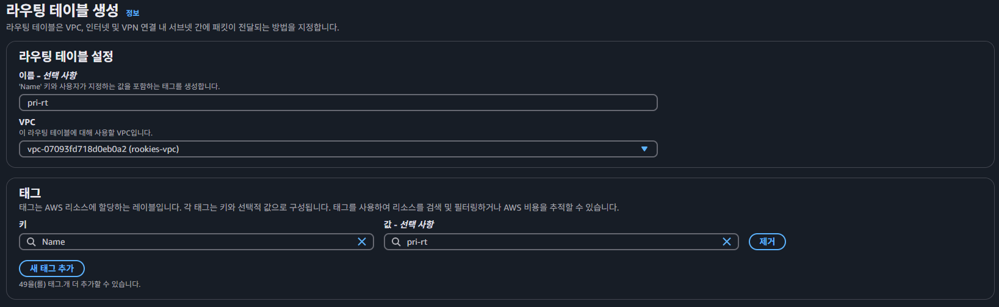 라우팅 테이블 생성 정보
라우팅 테이블은 VPC, 인터넷 및 VPN 연결 내 서브넷 간에 패킷이 전달되는 방법을 지정합니다.
라우팅 테이블 설정
이름 - 선택 사항
'Name' 키와 사용자가 지정하는 값을 포함하는 태그를 생성합니다.
pri-rt
VPC
이 라우팅 테이블에 대해 사용할 VPC입니다.
vpc-07093fd718d0eb0a2 (rookies-vpc)
태그
태그는 AWS 리소스에 할당하는 레이블입니다. 각 태그는 키와 선택적 값으로 구성됩니다. 태그를 사용하여 리소스를 검색 및 필터링하거나 AWS 비용을 추적할 수 있습니다.
키 값 - 선택 사항
Name pri-rt 제거
새 태그 추가
49을(를) 태그.개 더 추가할 수 있습니다.